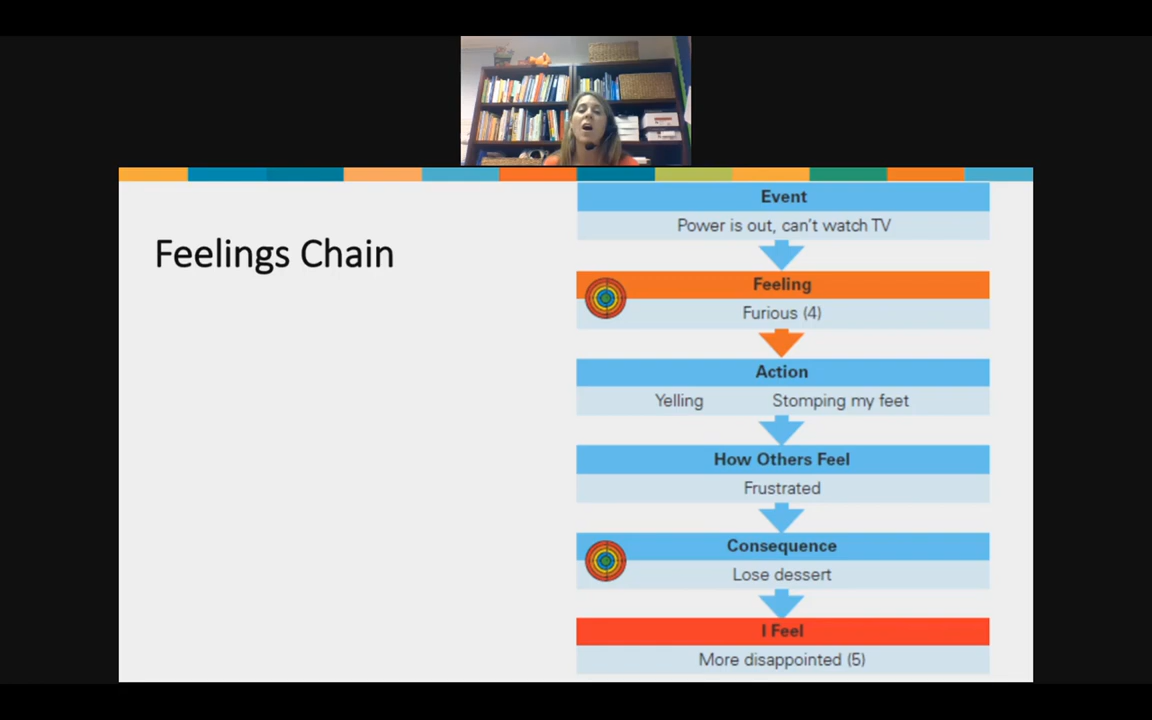 Feelings Chain
Event
Power is out, can't watch TV
Feeling
Furious (4)
Action
Yelling Stomping my feet
How Others Feel
Frustrated
Consequence
Lose dessert
I Feel
More disappointed (5)